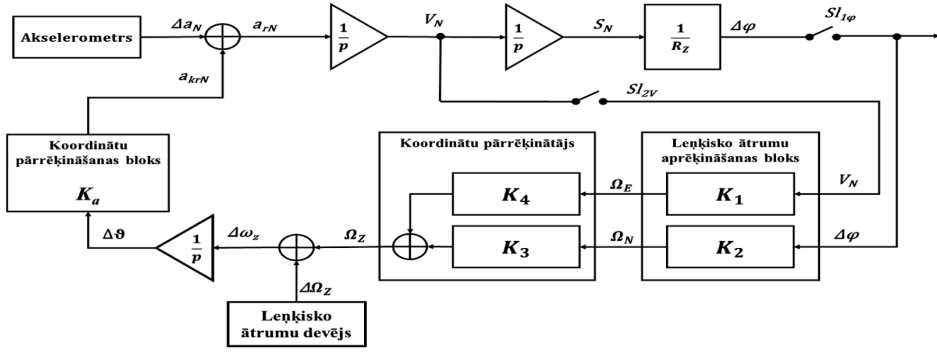 Akselerometrs
Δa_N
a_rN
1/p
V_N
1/p
S_N
1/R_Z
Δφ
Sl_1φ
a_krN
Sl_2V
Koordinātu
pārrēķināšanas bloks
K_a
Koordinātu pārrēķinātājs
Leņķisko ātrumu
aprēķināšanas bloks
K_4
Ω_E
K_1
V_N
K_3
Ω_N
K_2
Δφ
Δϑ
1/p
Δω_z
Ω_Z
ΔΩ_Z
Leņķisko
ātrumu devējs